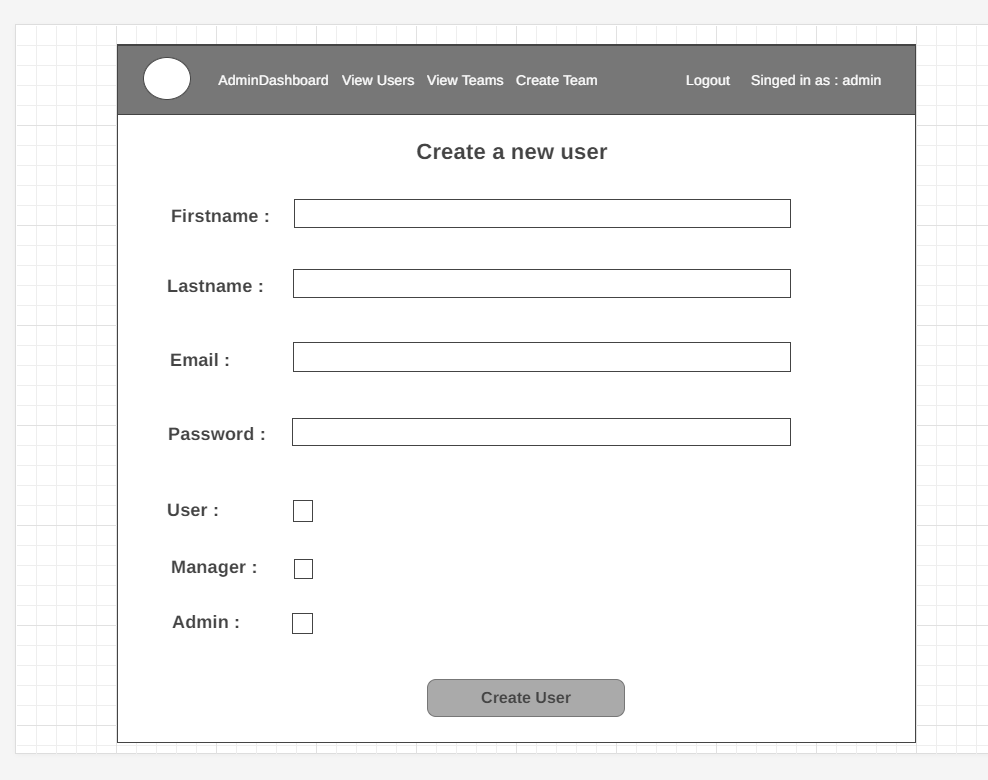 AdminDashboard View Users View Teams Create Team Logout Singed in as : admin
Create a new user
Firstname :
Lastname :
Email :
Password :
User :
Manager :
Admin :
Create User